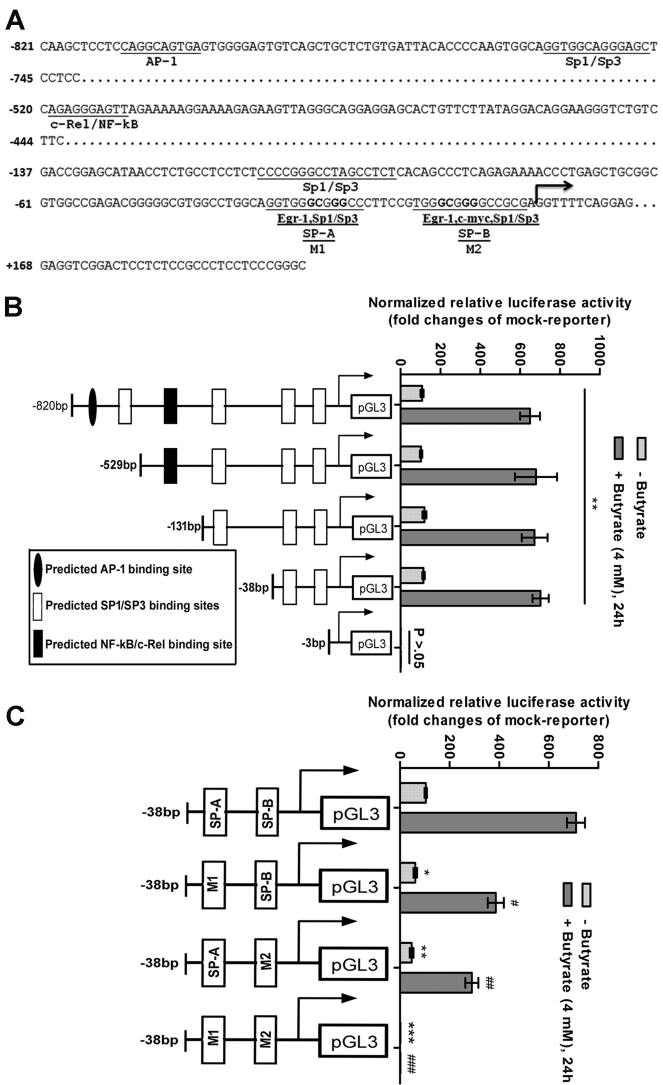 A
-821 CAAGCTCCTCCAGGCAGTGAGTGGGGAGTGTCAGCTGCTCTGTGATTACACCCCAAGTGGCAGGTGGCAGGGAGCT
AP-1 Sp1/Sp3
-745 CCTCC
-520 CAGAGGGAGTTAGAAAAAGGAAAAGAGAAGTTAGGGCAGGAGGAGCACTGTTCTTATAGGACAGGAAGGGTCTGTC
c-Rel/NF-kB
-444 TTC
-137 GACCGGAGCATAACCTCTGCCTCCTCTCCCCGGGCCTAGCCTCTCACAGCCCTCAGAGAAAACCCTGAGCTGCGGC
Sp1/Sp3
-61 GTGGCCGAGACGGGGGCGTGGCCTGGCAGGTGGGGCGGGCCCTTCCGGTGGGCGGGGCCGCGAGGTTTTCAGGAG...
Egr-1,Sp1/Sp3 Egr-1,c-myc,Sp1/Sp3
SP-A SP-B
M1 M2
+168 GAGGTCGGACTCCTCTCCGCCCTCCTCCCGGGC
B
Normalized relative luciferase activity
(fold changes of mock-reporter)
0 200 400 600 800 1000
-820bp pGL3
-529bp pGL3
-131bp pGL3
-38bp pGL3
-3bp pGL3
**
P >.05
- Butyrate
+ Butyrate (4 mM), 24h
Predicted AP-1 binding site
Predicted SP1/SP3 binding sites
Predicted NF-kB/c-Rel binding site
C
Normalized relative luciferase activity
(fold changes of mock-reporter)
0 200 400 600 800
-38bp SP-A SP-B pGL3
-38bp M1 SP-B pGL3
* #
-38bp SP-A M2 pGL3
** ##
-38bp M1 M2 pGL3
*** ###
- Butyrate
+ Butyrate (4 mM), 24h